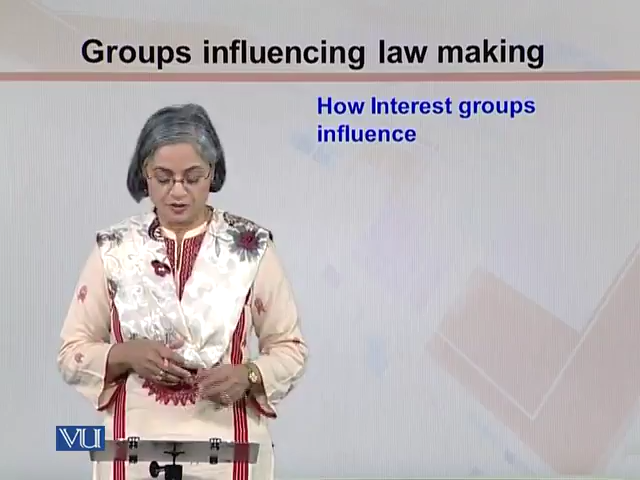 Groups influencing law making
How Interest groups
influence
VU